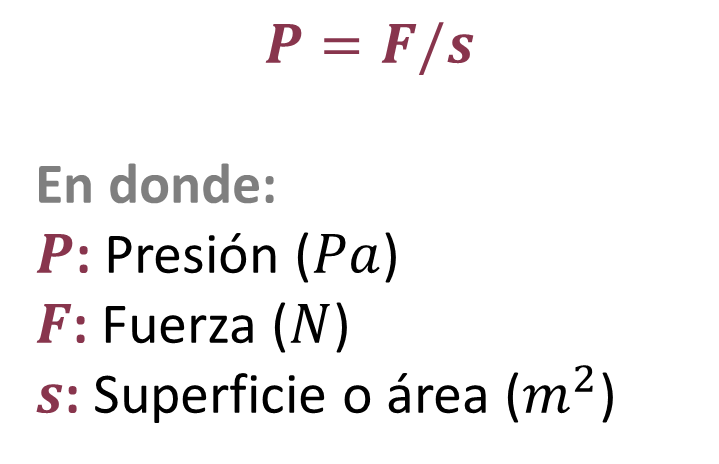 P = F/s
En donde:
P: Presión (Pa)
F: Fuerza (N)
s: Superficie o área (m²)